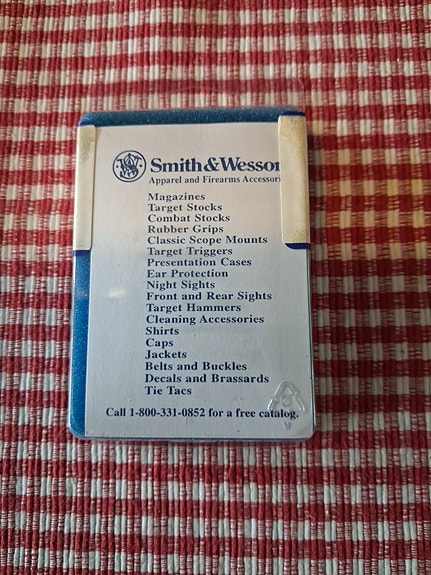 Smith&Wesson
Apparel and Firearms Accessori
Magazines
Target Stocks
Combat Stocks
Rubber Grips
Classic Scope Mounts
Target Triggers
Presentation Cases
Ear Protection
Night Sights
Front and Rear Sights
Target Hammers
Cleaning Accessories
Shirts
Caps
Jackets
Belts and Buckles
Decals and Brassards
Tie Tacs
Call 1-800-331-0852 for a free catalog.